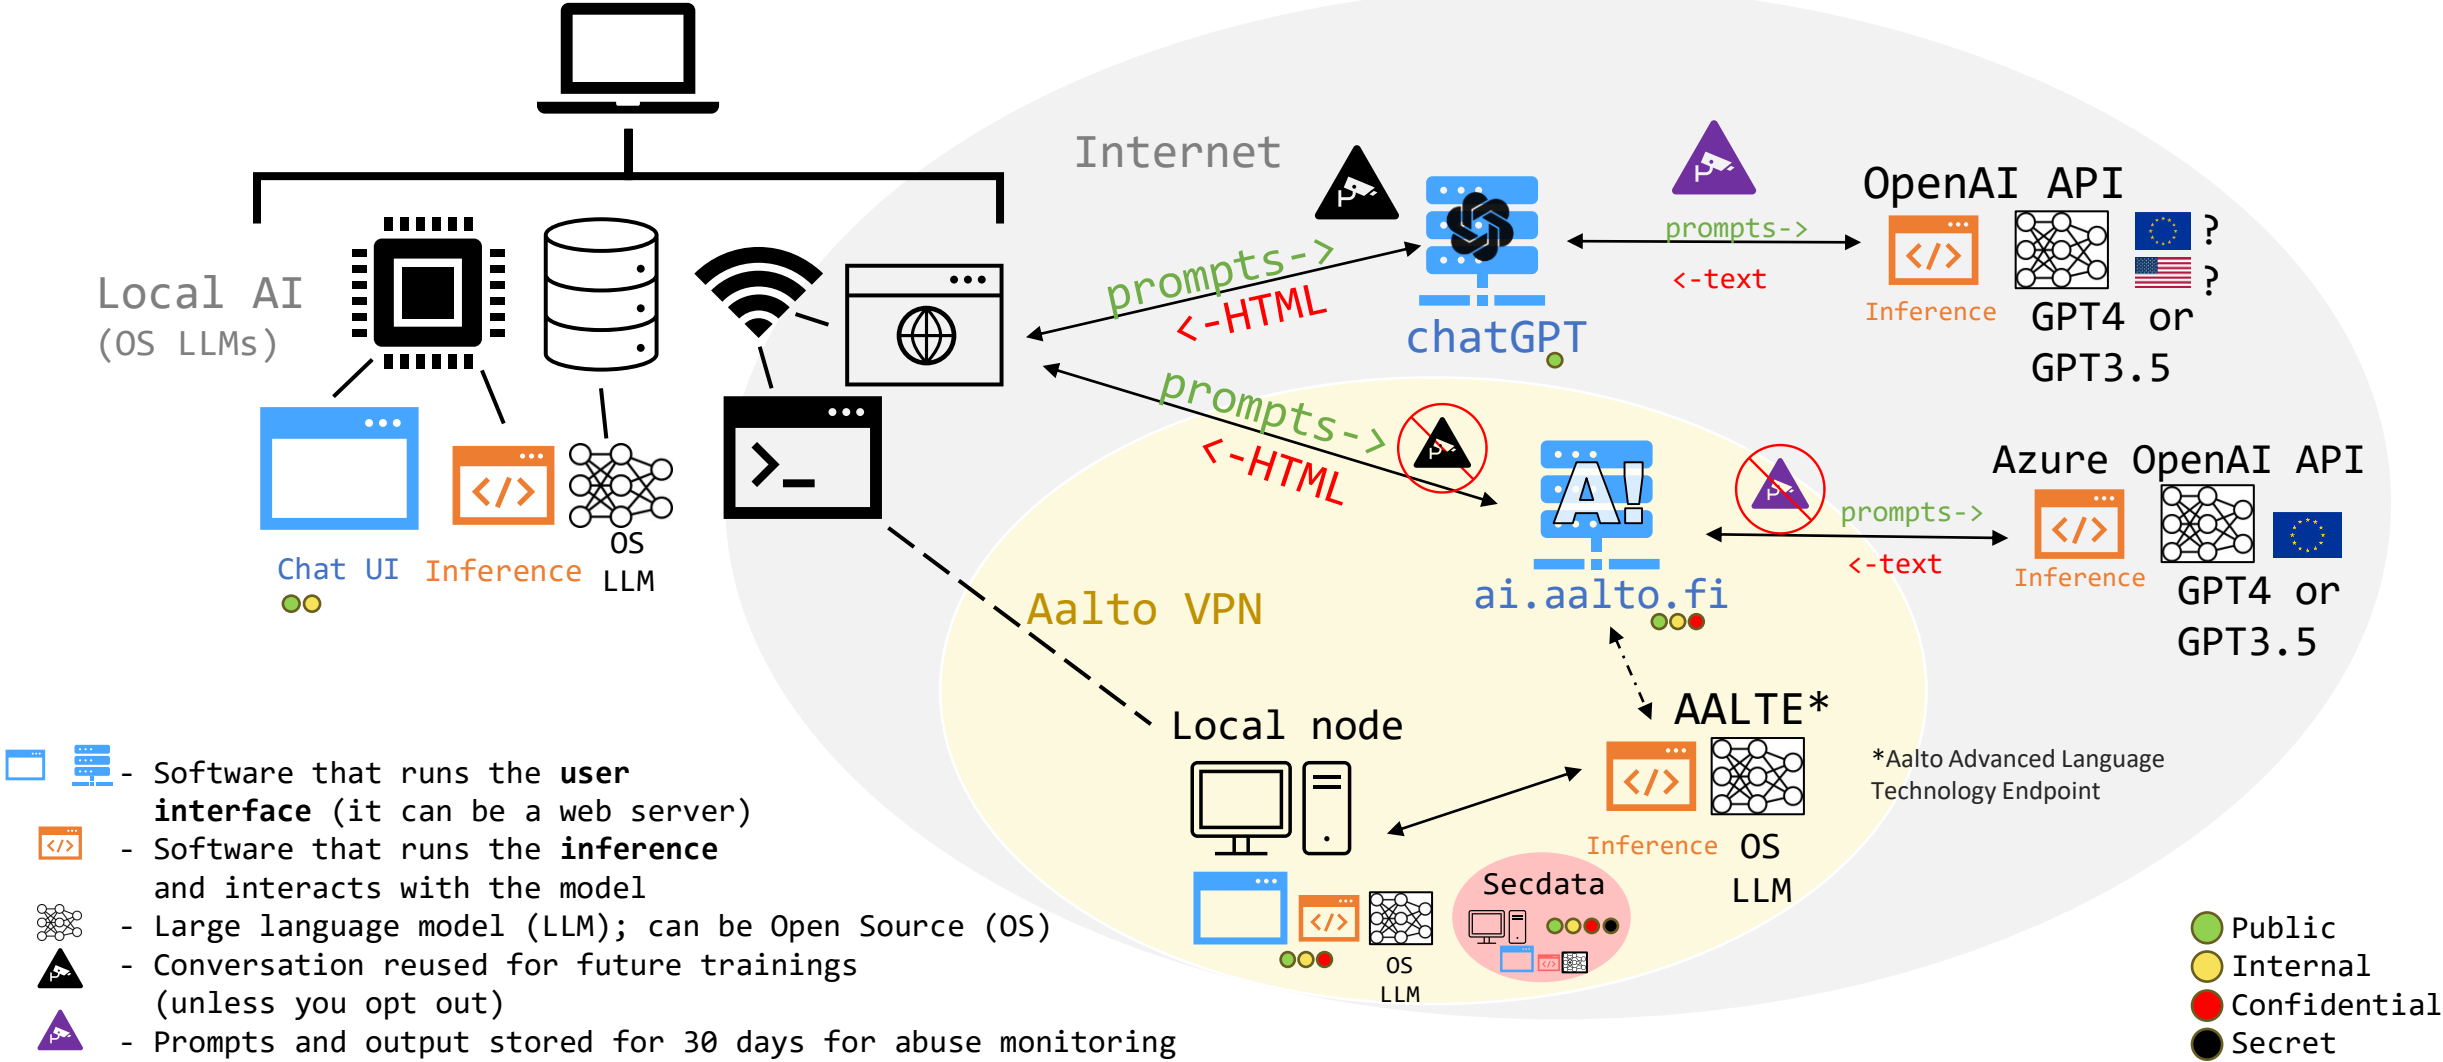 Internet
OpenAI API
prompts->
<-text
Inference
?
?
GPT4 or
GPT3.5
prompts->
<-HTML
chatGPT
Local AI
(OS LLMs)
prompts->
<-HTML
>_
Chat UI
Inference
OS
LLM
A!
ai.aalto.fi
Azure OpenAI API
prompts->
<-text
Inference
GPT4 or
GPT3.5
Aalto VPN
Local node
AALTE*
Inference
OS
LLM
*Aalto Advanced Language
Technology Endpoint
OS
LLM
Secdata
- Software that runs the user
interface (it can be a web server)
- Software that runs the inference
and interacts with the model
- Large language model (LLM); can be Open Source (OS)
- Conversation reused for future trainings
(unless you opt out)
- Prompts and output stored for 30 days for abuse monitoring
Public
Internal
Confidential
Secret